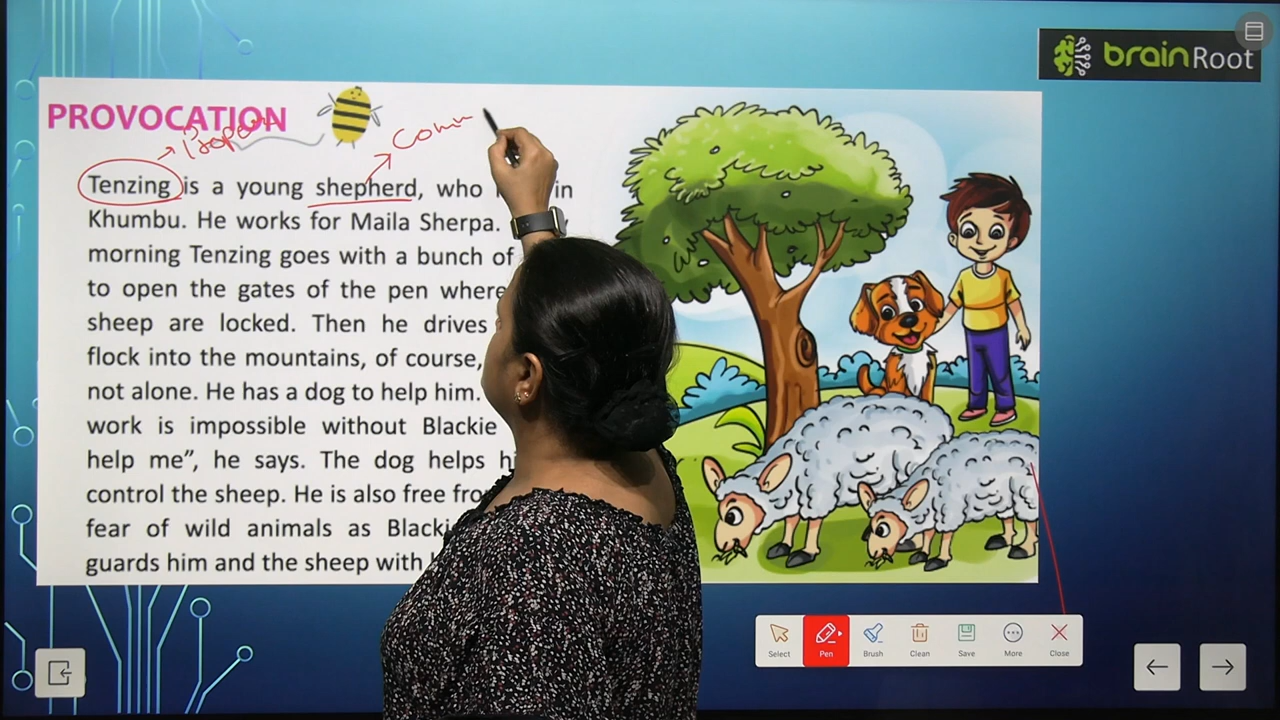 brainRoot
PROVOCATION
Comm
Tenzing is a young shepherd, who in
Khumbu. He works for Maila Sherpa.
morning Tenzing goes with a bunch of
to open the gates of the pen where
sheep are locked. Then he drives
flock into the mountains, of course,
not alone. He has a dog to help him.
work is impossible without Blackie
help me”, he says. The dog helps
control the sheep. He is also free
fear of wild animals as
guards him and the sheep with
Select Pen Brush Clean Save More Close